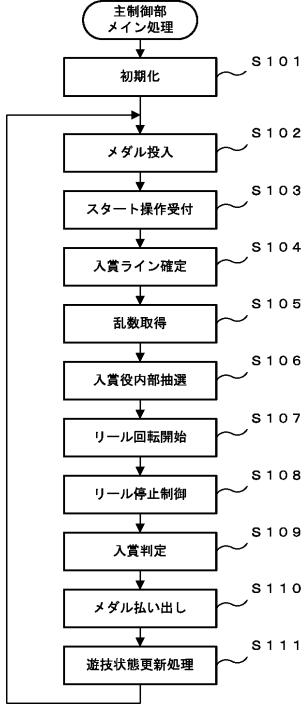 主制御部
メイン処理
初期化
Ｓ１０１
メダル投入
Ｓ１０２
スタート操作受付
Ｓ１０３
入賞ライン確定
Ｓ１０４
乱数取得
Ｓ１０５
入賞役内部抽選
Ｓ１０６
リール回転開始
Ｓ１０７
リール停止制御
Ｓ１０８
入賞判定
Ｓ１０９
メダル払い出し
Ｓ１１０
遊技状態更新処理
Ｓ１１１